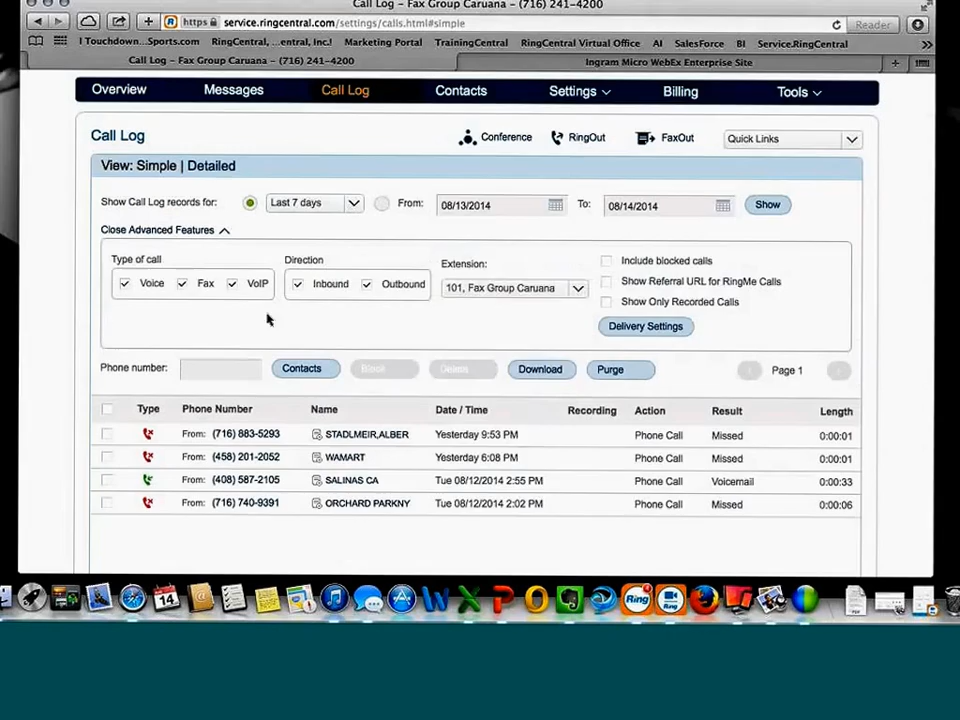 Call Log - Fax Group Caruana - (716) 241-4200
https service.ringcentral.com/settings/calls.html#simple Reader
I Touchdown...Sports.com RingCentral, ...entral, Inc.! Marketing Portal TrainingCentral RingCentral Virtual Office AI SalesForce BI Service.RingCentral
Call Log - Fax Group Caruana - (716) 241-4200 Ingram Micro WebEx Enterprise Site
Overview Messages Call Log Contacts Settings Billing Tools
Call Log Conference RingOut FaxOut Quick Links
View: Simple | Detailed
Show Call Log records for: Last 7 days From: 08/13/2014 To: 08/14/2014 Show
Close Advanced Features
Type of call Direction Extension: Include blocked calls
Voice Fax VoIP Inbound Outbound 101, Fax Group Caruana Show Referral URL for RingMe Calls
Show Only Recorded Calls
Delivery Settings
Phone number: Contacts Block Delete Download Purge Page 1
Type Phone Number Name Date / Time Recording Action Result Length
From: (716) 883-5293 STADLMEIR,ALBER Yesterday 9:53 PM Phone Call Missed 0:00:01
From: (458) 201-2052 WAMART Yesterday 6:08 PM Phone Call Missed 0:00:01
From: (408) 587-2105 SALINAS CA Tue 08/12/2014 2:55 PM Phone Call Voicemail 0:00:33
From: (716) 740-9391 ORCHARD PARKNY Tue 08/12/2014 2:02 PM Phone Call Missed 0:00:06
14 W X P O Ring Ring